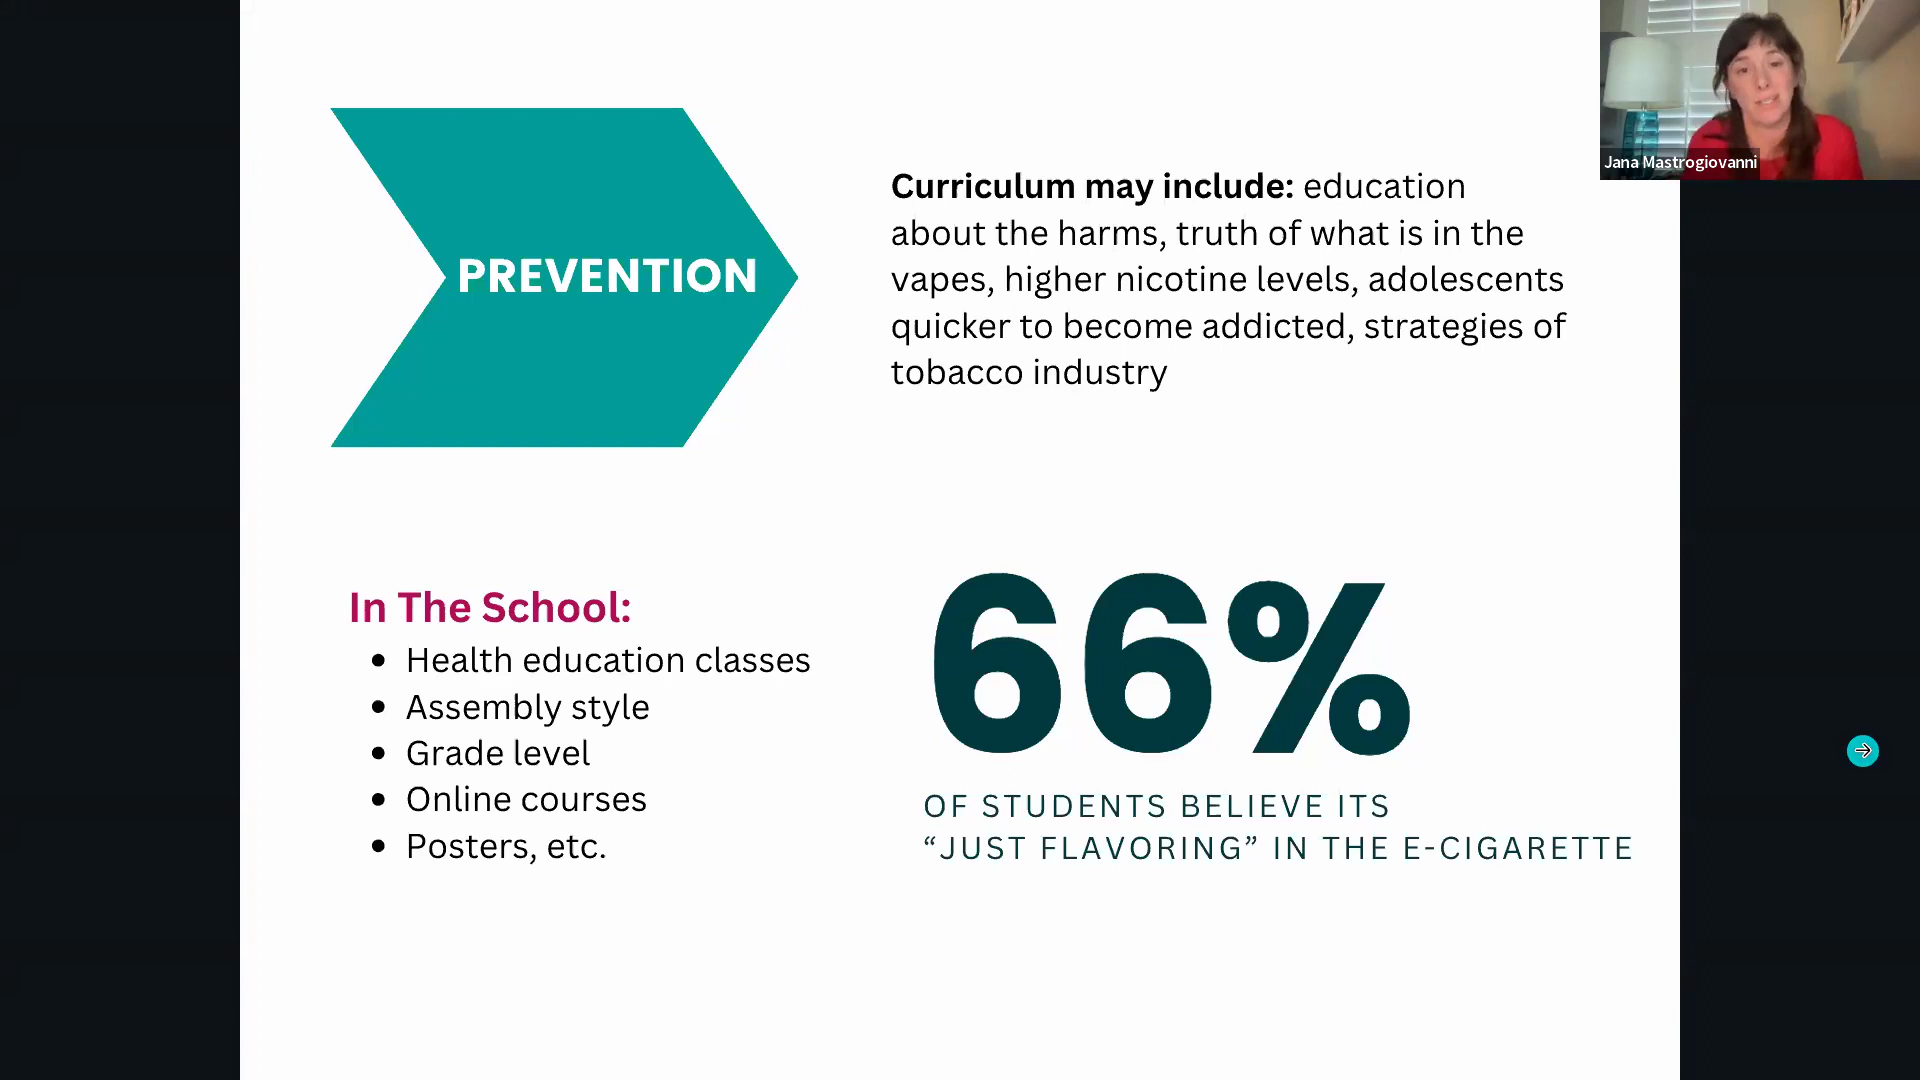 PREVENTION
Curriculum may include: education
about the harms, truth of what is in the
vapes, higher nicotine levels, adolescents
quicker to become addicted, strategies of
tobacco industry
In The School:
• Health education classes
• Assembly style
• Grade level
• Online courses
• Posters, etc.
66%
OF STUDENTS BELIEVE ITS
“JUST FLAVORING” IN THE E-CIGARETTE
Jana Mastrogiovanni